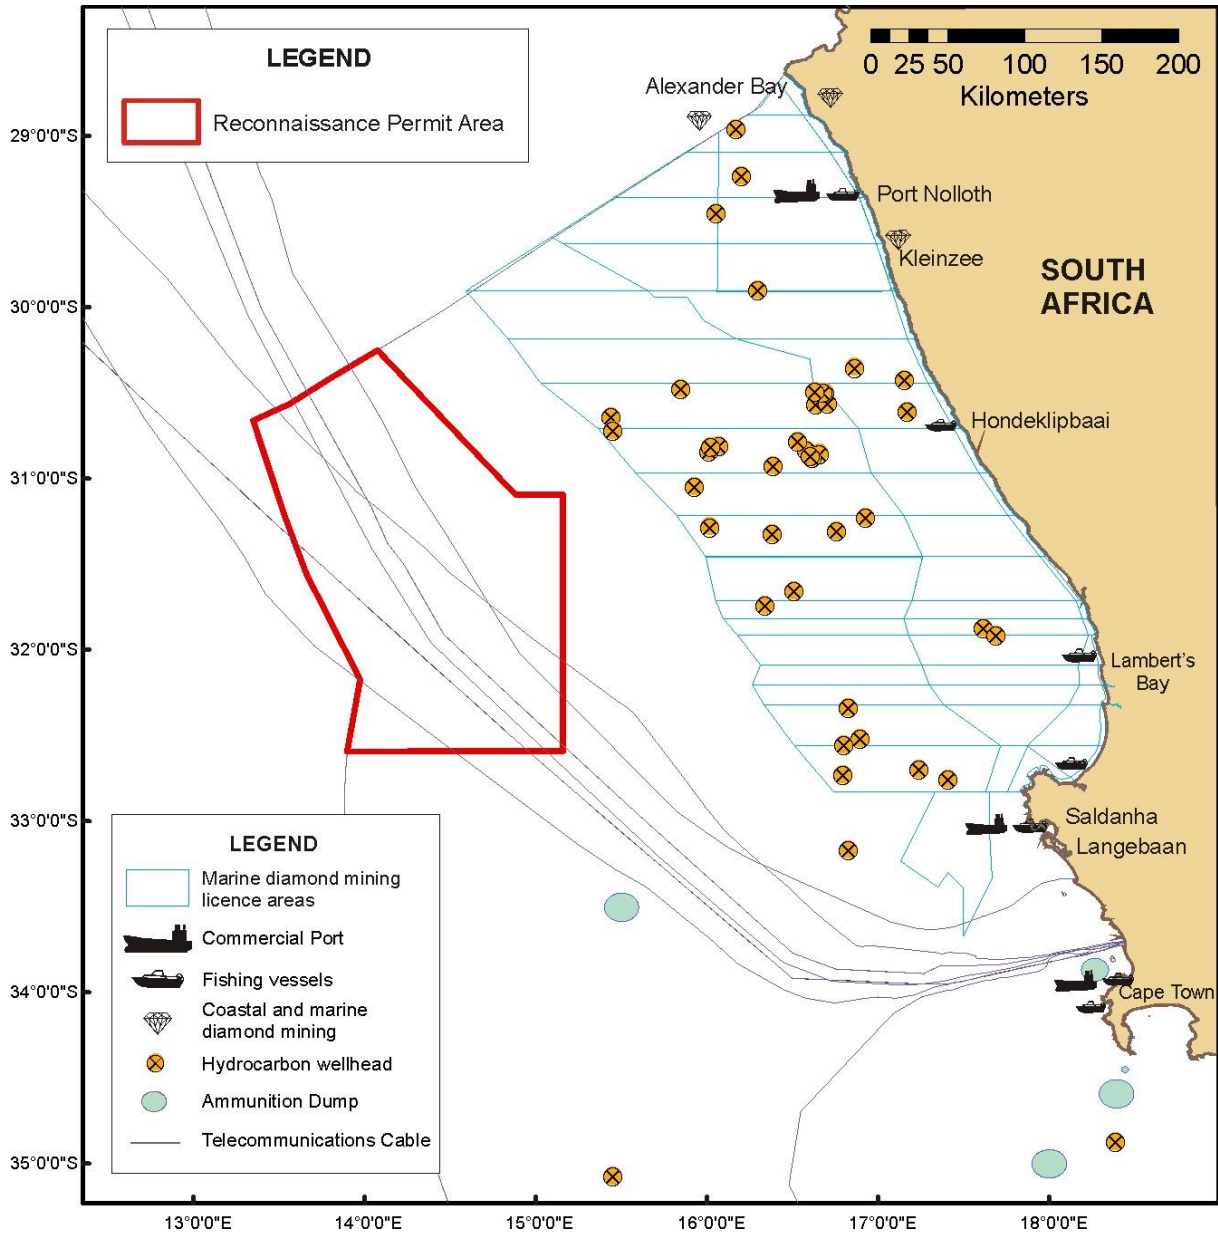 LEGEND
Reconnaissance Permit Area
0 25 50 100 150 200
Kilometers
Alexander Bay
Port Nolloth
Kleinzee
SOUTH
AFRICA
Hondeklipbaai
Lambert's
Bay
Saldanha
Langebaan
Cape Town
29°0'0"S
30°0'0"S
31°0'0"S
32°0'0"S
33°0'0"S
34°0'0"S
35°0'0"S
LEGEND
Marine diamond mining
licence areas
Commercial Port
Fishing vessels
Coastal and marine
diamond mining
Hydrocarbon wellhead
Ammunition Dump
Telecommunications Cable
13°0'0"E
14°0'0"E
15°0'0"E
16°0'0"E
17°0'0"E
18°0'0"E